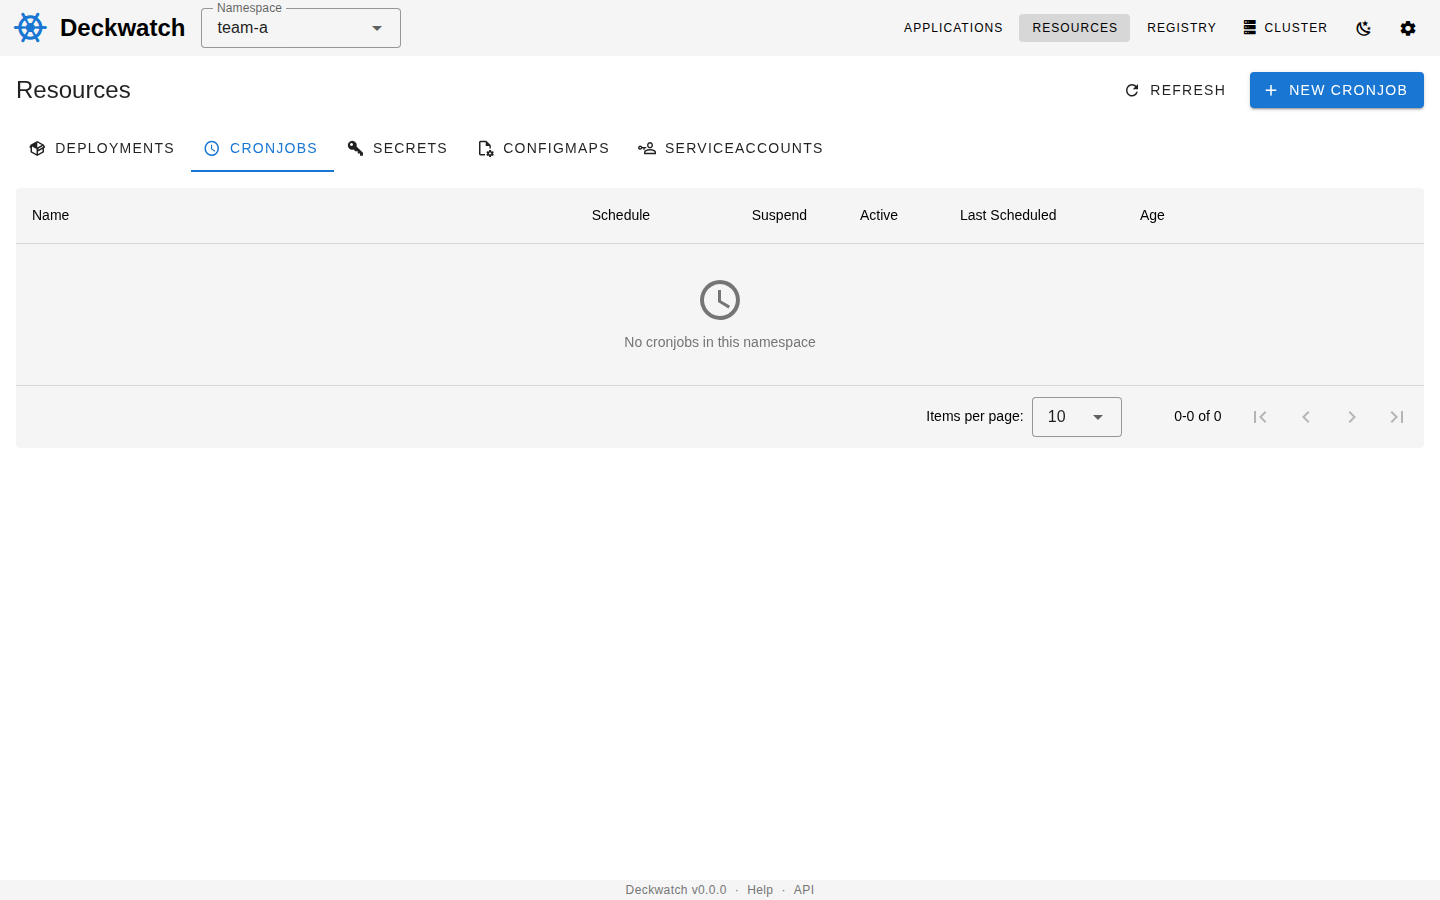 Deckwatch
Namespace
team-a
APPLICATIONS
RESOURCES
REGISTRY
CLUSTER
Resources
REFRESH
NEW CRONJOB
DEPLOYMENTS
CRONJOBS
SECRETS
CONFIGMAPS
SERVICEACCOUNTS
Name Schedule Suspend Active Last Scheduled Age
No cronjobs in this namespace
Items per page: 10 0-0 of 0
Deckwatch v0.0.0 · Help · API